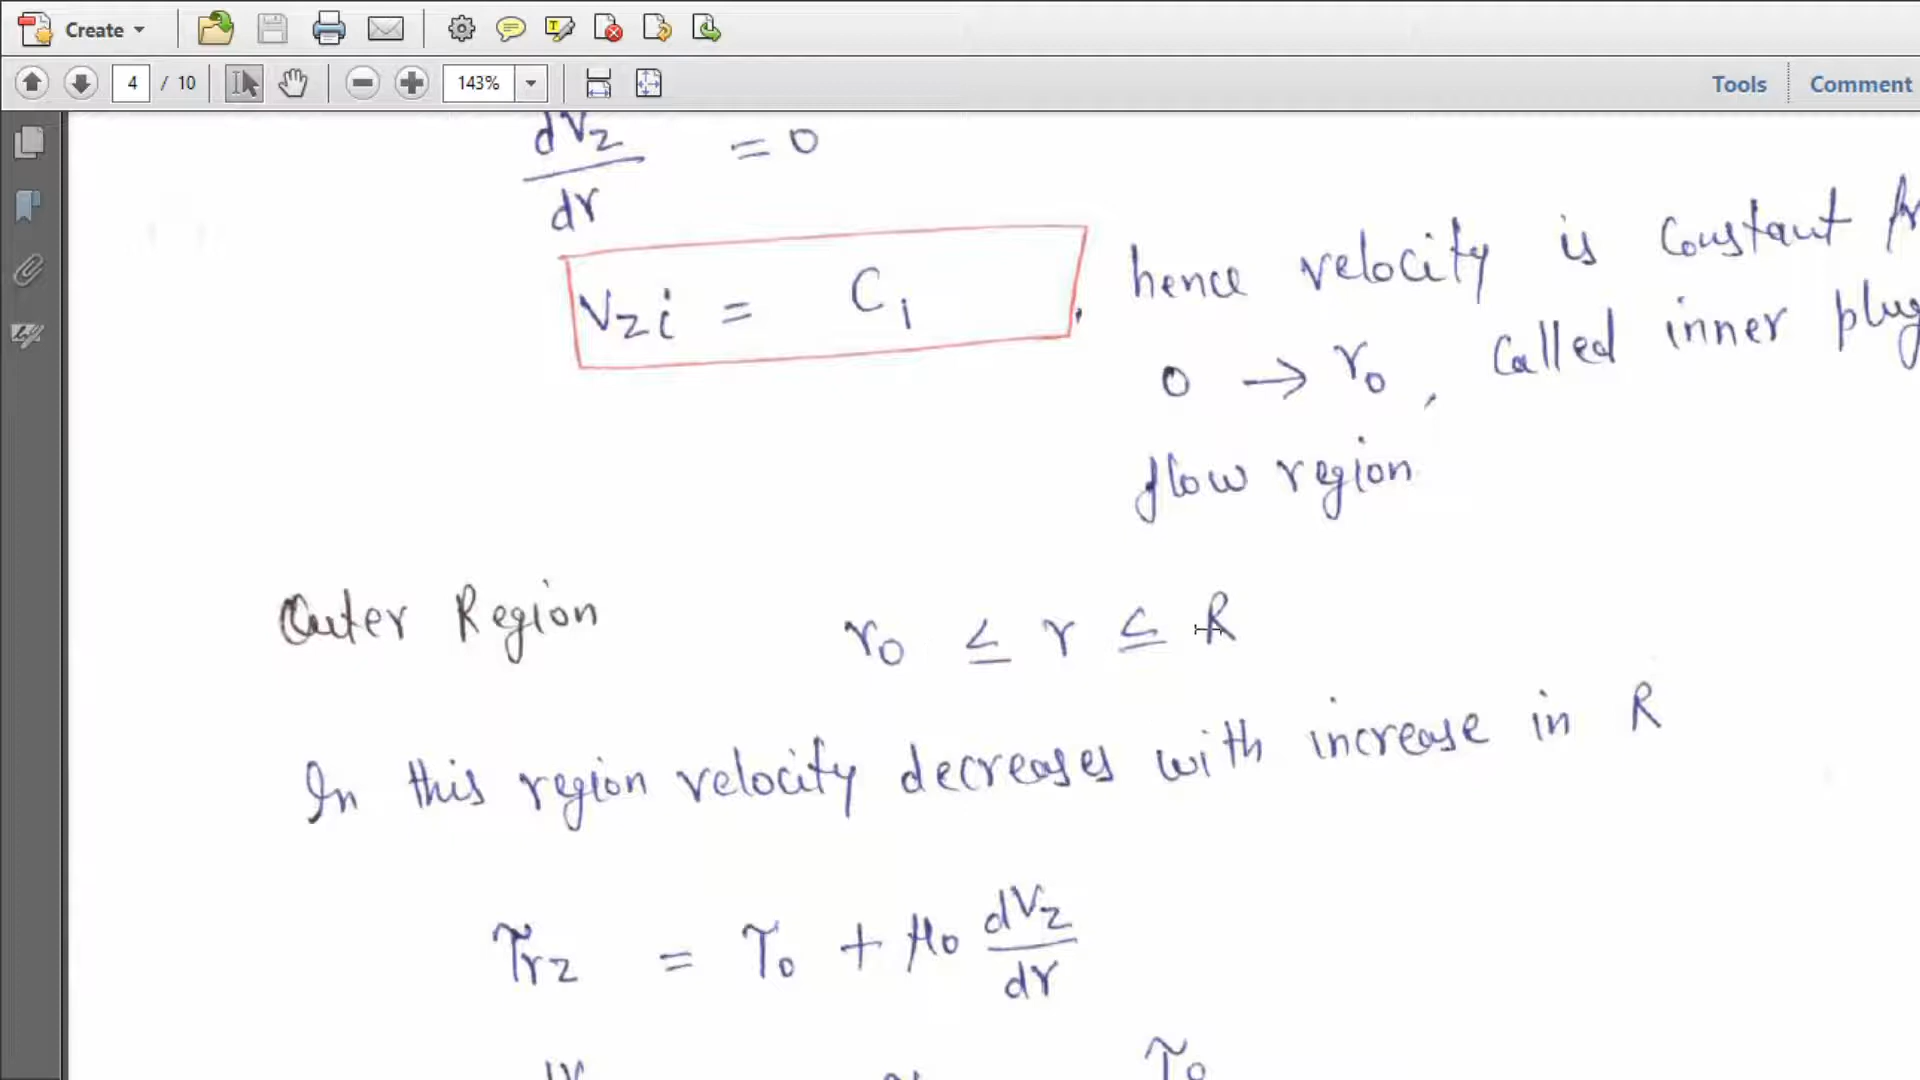 Create
4 / 10 143% Tools Comment
dVz/dr = 0
Vzi = C1 . hence velocity is constant
0 → r0 , called inner plug
flow region
Outer Region r0 ≤ r ≤ R
In this region velocity decreases with increase in R
τrz = τ0 + μ0 dVz/dr
τ0